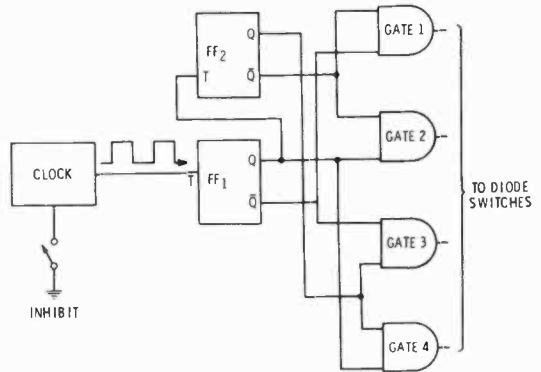 FF2
Q
Q̅
T
GATE 1
GATE 2
CLOCK
T
FF1
Q
Q̅
TO DIODE
SWITCHES
GATE 3
GATE 4
INHIBIT